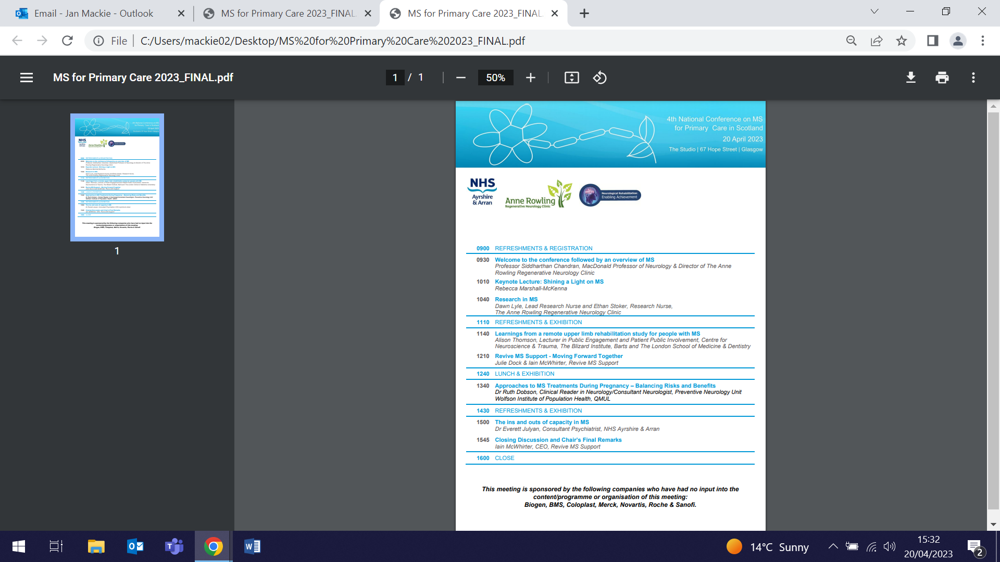 Email - Jan Mackie - Outlook
MS for Primary Care 2023_FINAL
MS for Primary Care 2023_FINAL
File
C:/Users/mackie02/Desktop/MS%20for%20Primary%20Care%202023_FINAL.pdf
MS for Primary Care 2023_FINAL.pdf
1 / 1
50%
1
4th National Conference on MS
for Primary Care in Scotland
20 April 2023
The Studio | 67 Hope Street | Glasgow
NHS
Ayrshire
& Arran
Anne Rowling
Regenerative Neurology Clinic
Neurological Rehabilitation:
Enabling Achievement
0900 REFRESHMENTS & REGISTRATION
0930 Welcome to the conference followed by an overview of MS
Professor Siddharthan Chandran, MacDonald Professor of Neurology & Director of The Anne
Rowling Regenerative Neurology Clinic
1010 Keynote Lecture: Shining a Light on MS
Rebecca Marshall-McKenna
1040 Research in MS
Dawn Lyle, Lead Research Nurse and Ethan Stoker, Research Nurse,
The Anne Rowling Regenerative Neurology Clinic
1110 REFRESHMENTS & EXHIBITION
1140 Learnings from a remote upper limb rehabilitation study for people with MS
Alison Thomson, Lecturer in Public Engagement and Patient Public Involvement, Centre for
Neuroscience & Trauma, The Blizard Institute, Barts and The London School of Medicine & Dentistry
1210 Revive MS Support - Moving Forward Together
Julie Dock & Iain McWhirter, Revive MS Support
1240 LUNCH & EXHIBITION
1340 Approaches to MS Treatments During Pregnancy – Balancing Risks and Benefits
Dr Ruth Dobson, Clinical Reader in Neurology/Consultant Neurologist, Preventive Neurology Unit
Wolfson Institute of Population Health, QMUL
1430 REFRESHMENTS & EXHIBITION
1500 The ins and outs of capacity in MS
Dr Everett Julyan, Consultant Psychiatrist, NHS Ayrshire & Arran
1545 Closing Discussion and Chair's Final Remarks
Iain McWhirter, CEO, Revive MS Support
1600 CLOSE
This meeting is sponsored by the following companies who have had no input into the
content/programme or organisation of this meeting:
Biogen, BMS, Coloplast, Merck, Novartis, Roche & Sanofi.
14°C Sunny
15:32
20/04/2023
2